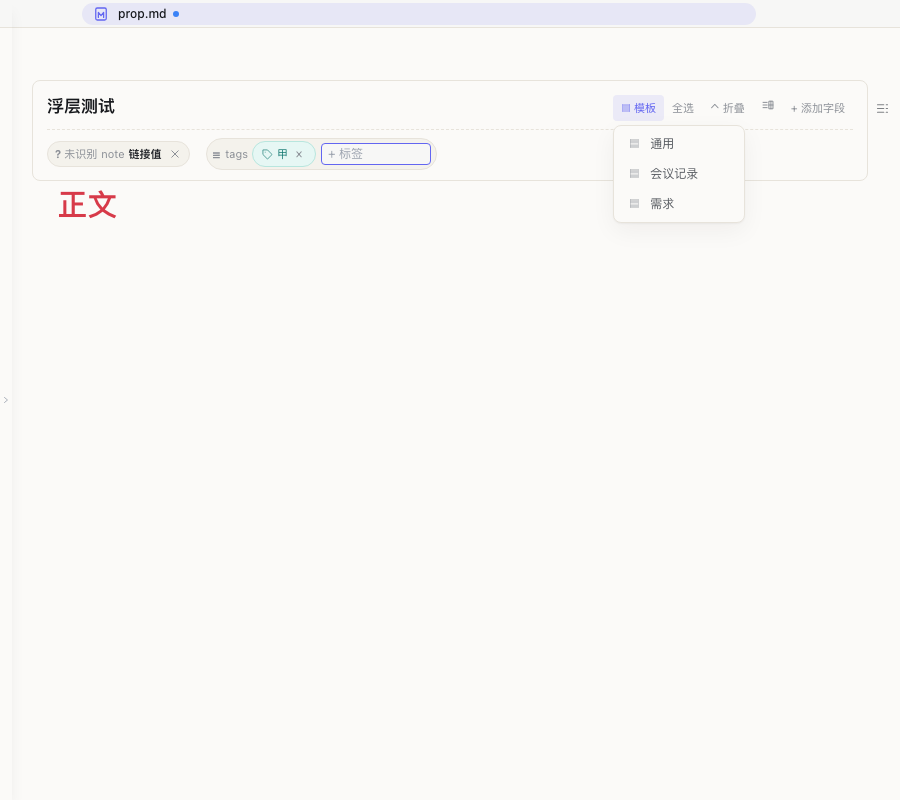 prop.md
浮层测试
模板 全选 折叠 + 添加字段
? 未识别 note 链接值 × tags 甲 × + 标签
通用
会议记录
需求
正文